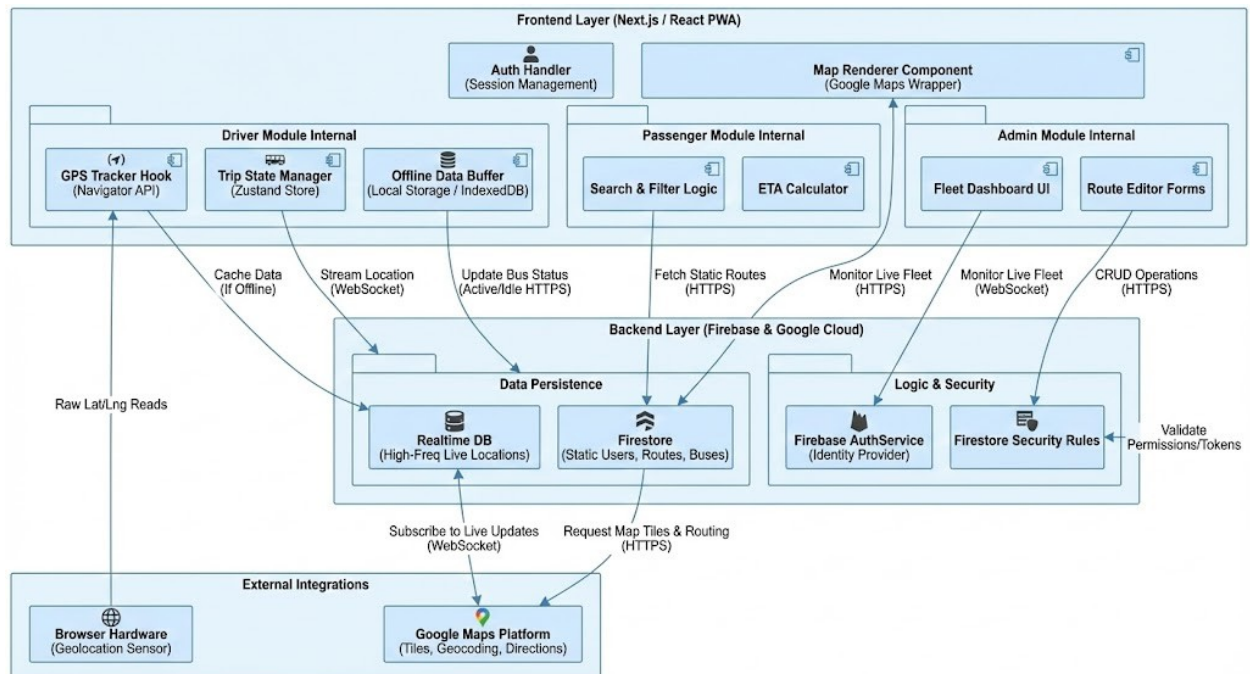 Frontend Layer (Next.js / React PWA)
Auth Handler
(Session Management)
Map Renderer Component
(Google Maps Wrapper)
Driver Module Internal
GPS Tracker Hook
(Navigator API)
Trip State Manager
(Zustand Store)
Offline Data Buffer
(Local Storage / IndexedDB)
Passenger Module Internal
Search & Filter Logic
ETA Calculator
Admin Module Internal
Fleet Dashboard UI
Route Editor Forms
Cache Data
(If Offline)
Stream Location
(WebSocket)
Update Bus Status
(Active/Idle HTTPS)
Fetch Static Routes
(HTTPS)
Monitor Live Fleet
(HTTPS)
Monitor Live Fleet
(WebSocket)
CRUD Operations
(HTTPS)
Backend Layer (Firebase & Google Cloud)
Data Persistence
Realtime DB
(High-Freq Live Locations)
Firestore
(Static Users, Routes, Buses)
Logic & Security
Firebase AuthService
(Identity Provider)
Firestore Security Rules
Validate
Permissions/Tokens
Raw Lat/Lng Reads
Subscribe to Live Updates
(WebSocket)
Request Map Tiles & Routing
(HTTPS)
External Integrations
Browser Hardware
(Geolocation Sensor)
Google Maps Platform
(Tiles, Geocoding, Directions)